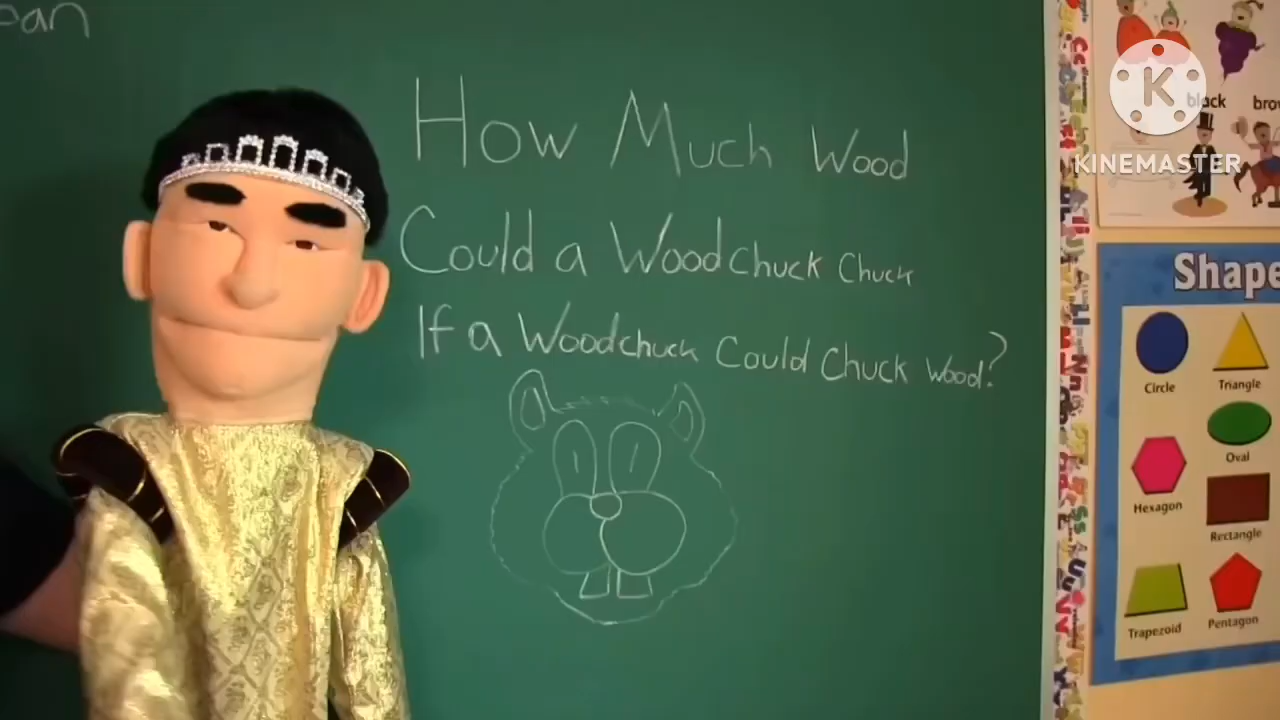 How Much Wood
Could a Woodchuck Chuck
If a Woodchuck Could Chuck Wood?
KINEMASTER
black
Shape
Circle
Triangle
Oval
Hexagon
Rectangle
Trapezoid
Pentagon